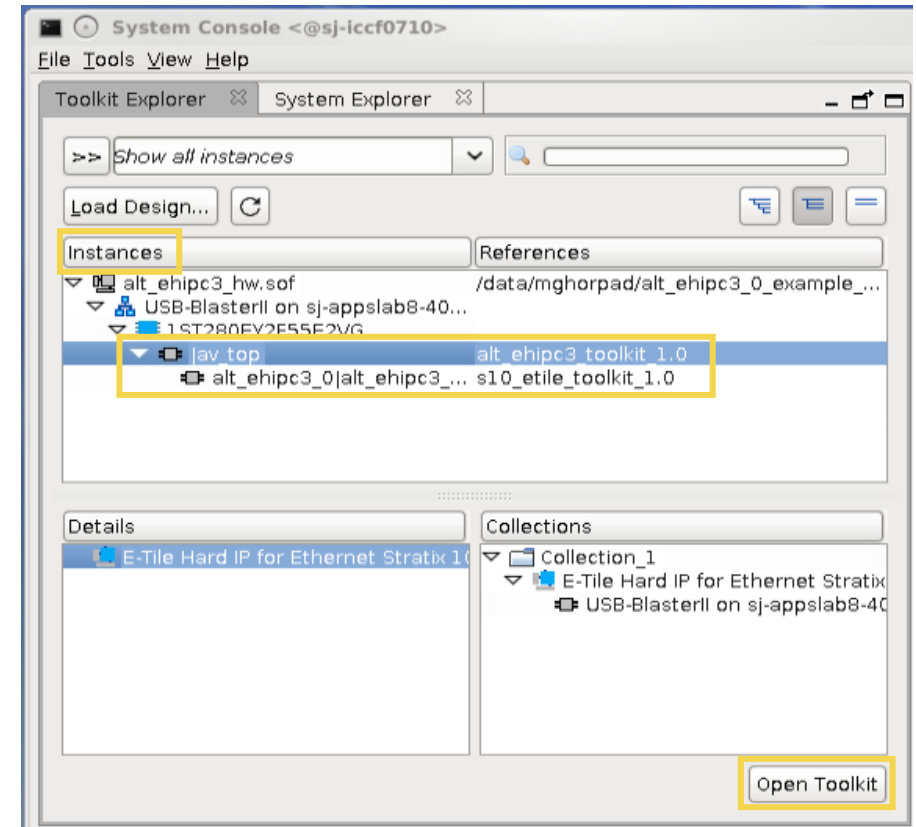 System Console <@sj-iccf0710>
File Tools View Help
Toolkit Explorer System Explorer
>> Show all instances
Load Design...
Instances References
alt_ehipc3_hw.sof /data/mghorpad/alt_ehipc3_0_example_...
USB-BlasterII on sj-appslab8-40...
1ST280EY2F55E2VG
|av_top alt_ehipc3_toolkit_1.0
alt_ehipc3_0|alt_ehipc3_... s10_etile_toolkit_1.0
Details Collections
E-Tile Hard IP for Ethernet Stratix 10 Collection_1
E-Tile Hard IP for Ethernet Stratix
USB-BlasterII on sj-appslab8-40
Open Toolkit